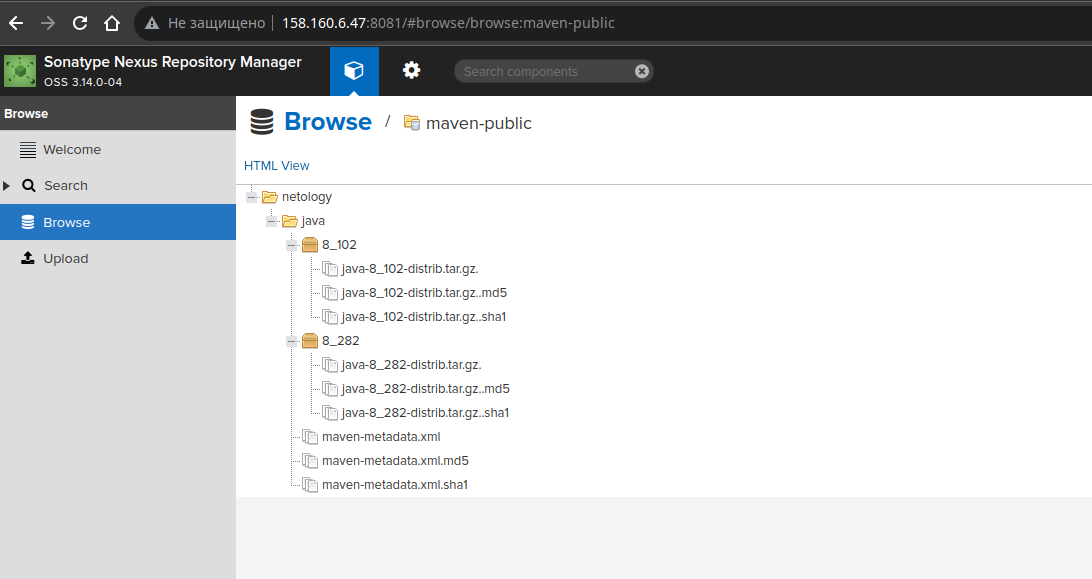 Не защищено 158.160.6.47:8081/#browse/browse:maven-public
Sonatype Nexus Repository Manager
OSS 3.14.0-04
Search components
Browse
Browse / maven-public
Welcome
HTML View
Search
Browse
Upload
netology
java
8_102
java-8_102-distrib.tar.gz.
java-8_102-distrib.tar.gz..md5
java-8_102-distrib.tar.gz..sha1
8_282
java-8_282-distrib.tar.gz.
java-8_282-distrib.tar.gz..md5
java-8_282-distrib.tar.gz..sha1
maven-metadata.xml
maven-metadata.xml.md5
maven-metadata.xml.sha1